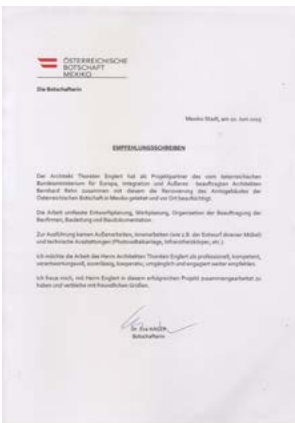 ÖSTERREICHISCHE
BOTSCHAFT
MEXIKO
Die Botschafterin
Mexiko Stadt, am 22. Juni 2015
EMPFEHLUNGSSCHREIBEN
Der Architekt Thorsten Englert hat als Projektpartner des vom österreichischen
Bundesministerium für Europa, Integration und Äußeres beauftragten Architekten
Bernhard Rehn zusammen mit diesem die Renovierung des Amtsgebäudes der
Österreichischen Botschaft in Mexico geleitet und vor Ort beaufsichtigt.
Die Arbeit umfasste Entwurfsplanung, Werkplanung, Organisation der Beauftragung der
Baufirmen, Bauleitung und Baudokumentation.
Zur Ausführung kamen Außenarbeiten, Innenarbeiten (wie z.B. der Entwurf diverser Möbel)
und technische Ausstattungen (Photovoltaikanlage, Infrarotheizkörper, etc.).
Ich möchte die Arbeit des Herrn Architekten Thorsten Englert als professionell, kompetent,
verantwortungsvoll, zuverlässig, kooperativ, umgänglich und engagiert weiter empfehlen.
Ich freue mich, mit Herrn Englert in diesem erfolgreichen Projekt zusammengearbeitet zu
haben und verbleibe mit freundlichen Grüßen.
Dr. Eva HAGER
Botschafterin